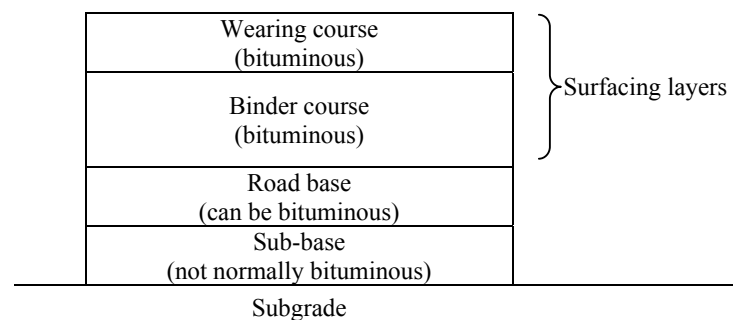 Wearing course
(bituminous)
Binder course
(bituminous)
Surfacing layers
Road base
(can be bituminous)
Sub-base
(not normally bituminous)
Subgrade